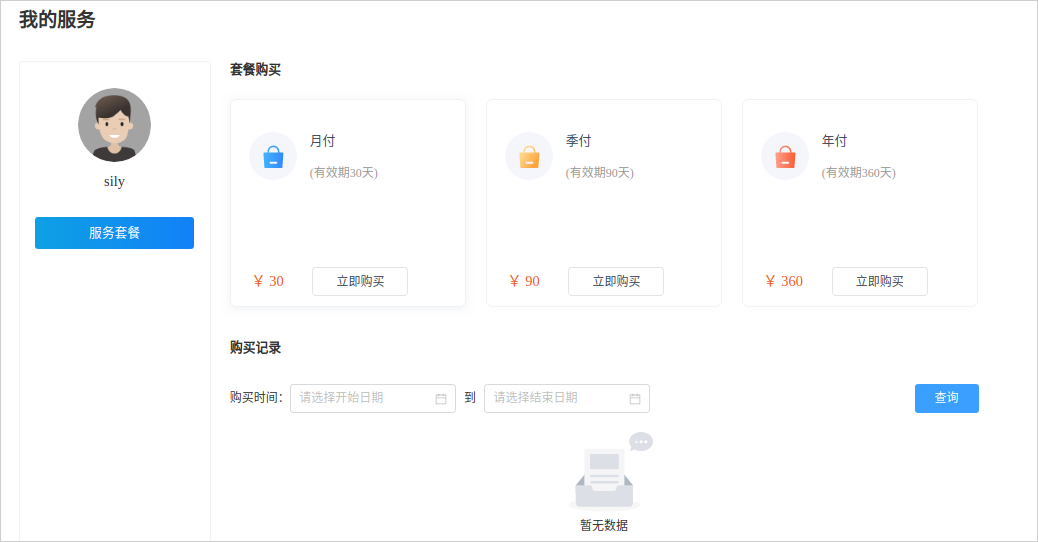 我的服务
sily
服务套餐
套餐购买
月付
(有效期30天)
¥ 30
立即购买
季付
(有效期90天)
¥ 90
立即购买
年付
(有效期360天)
¥ 360
立即购买
购买记录
购买时间: 请选择开始日期 到 请选择结束日期 查询
暂无数据